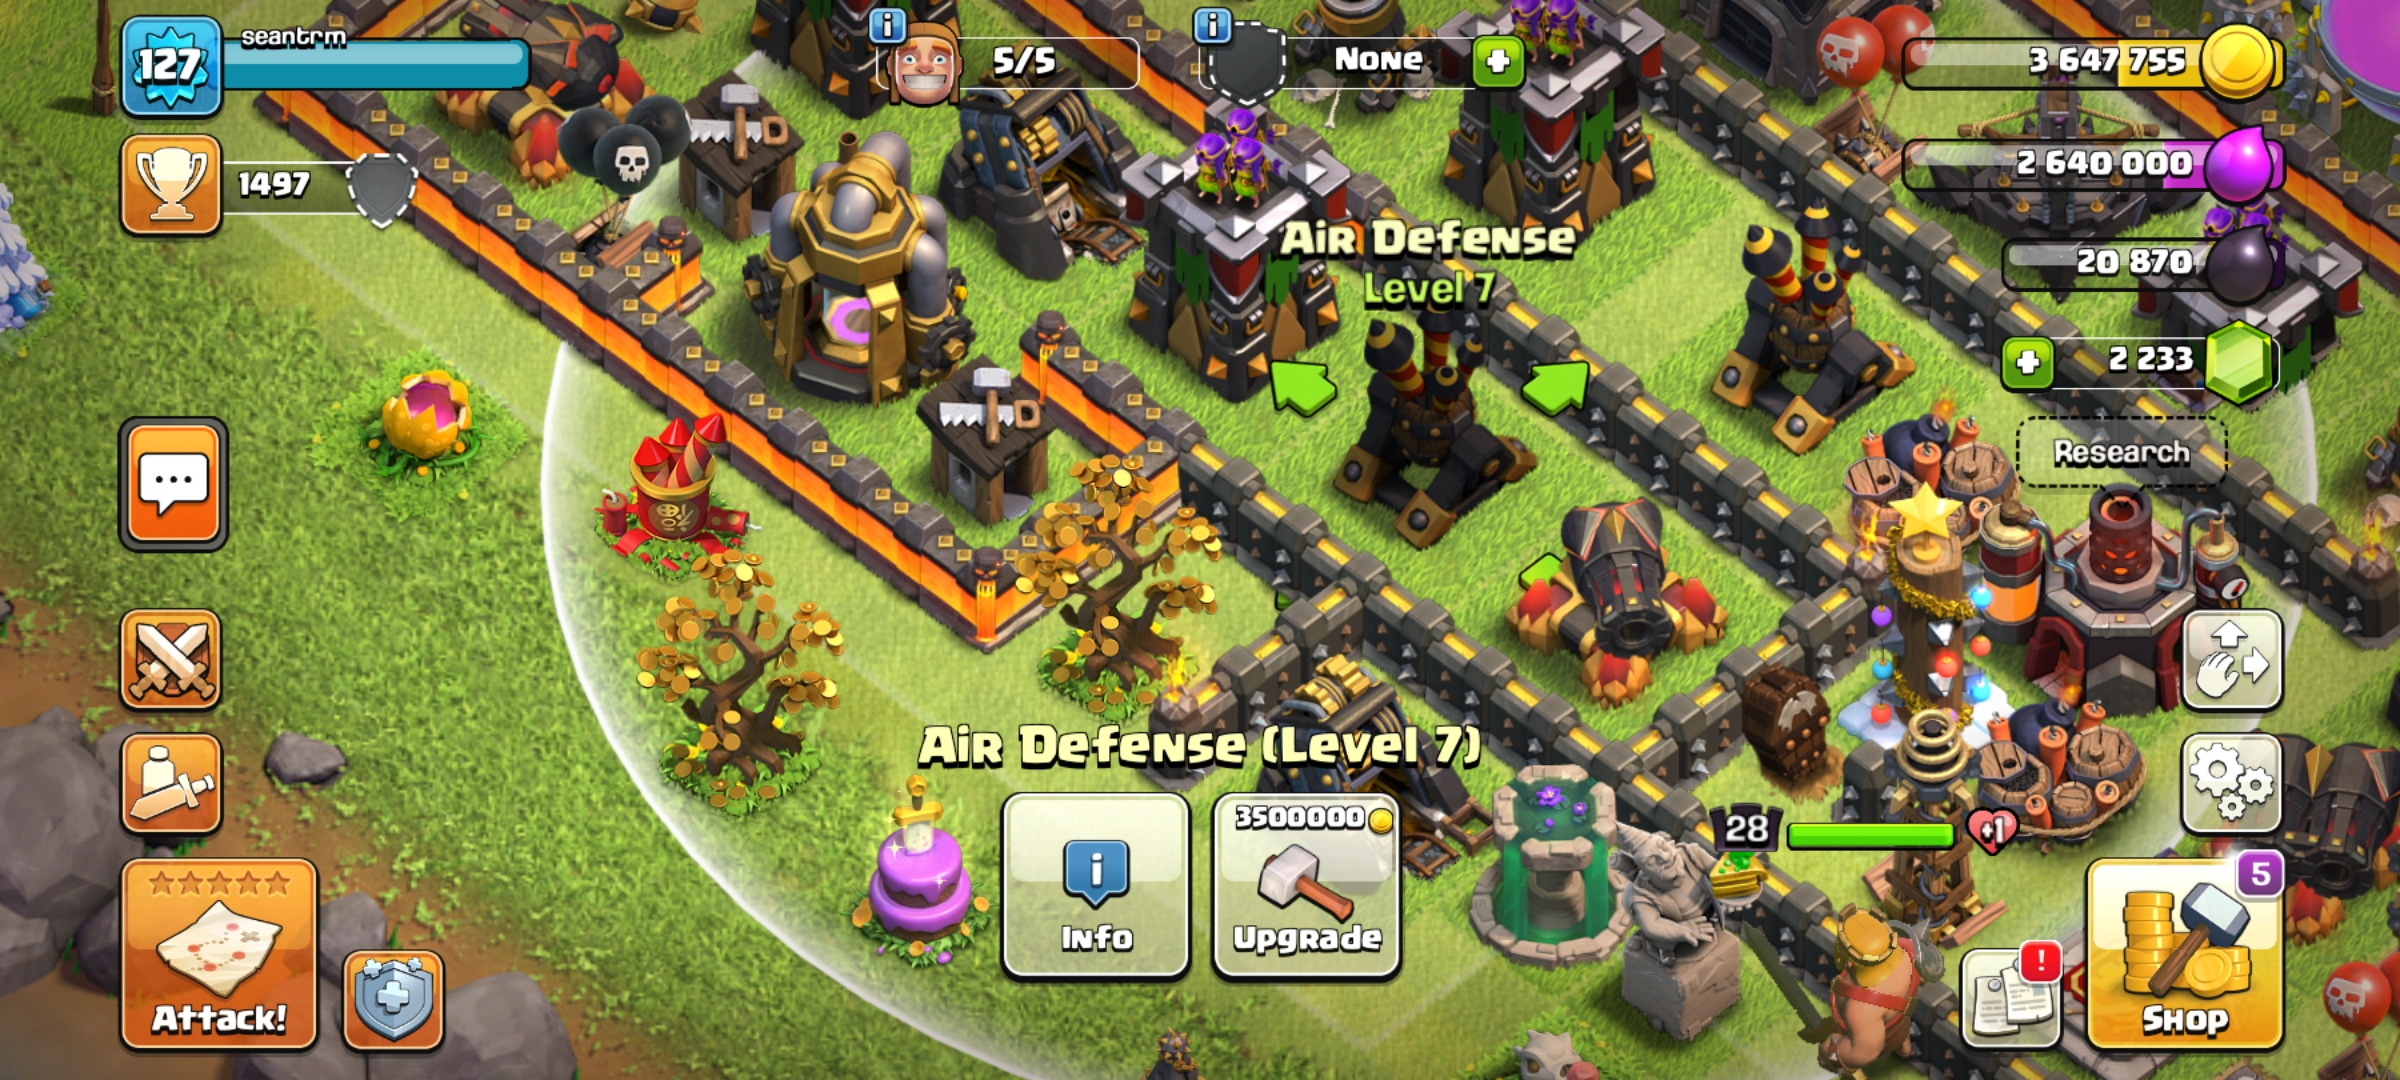 127
seantrm
5/5
None
3 647 755
1497
2 640 000
Air Defense
Level 7
20 870
2 233
Research
Air Defense (Level 7)
3500000
28
+1
5
Info
Upgrade
!
Attack!
Shop